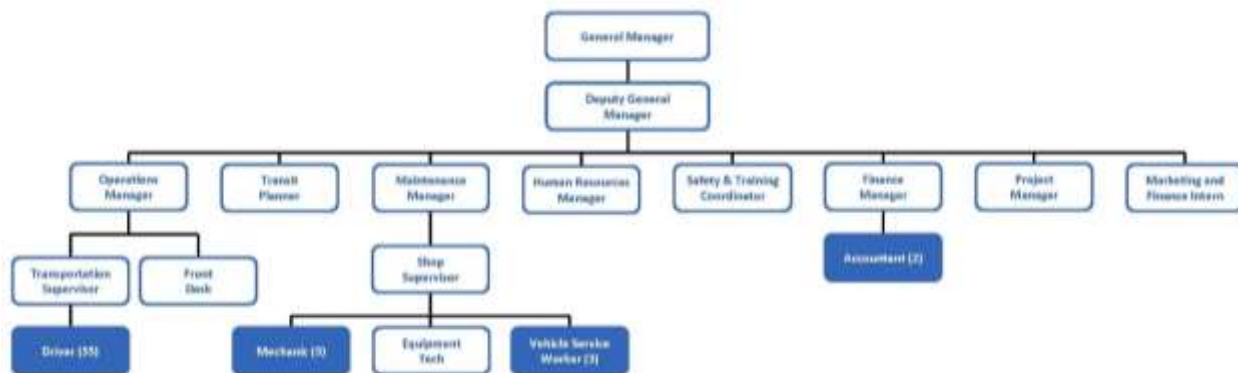 General Manager
Deputy General
Manager
Operations
Manager
Transit
Planner
Maintenance
Manager
Human Resources
Manager
Safety & Training
Coordinator
Finance
Manager
Project
Manager
Marketing and
Finance Intern
Transportation
Supervisor
Front
Desk
Shop
Supervisor
Accountant (2)
Driver (55)
Mechanic
Equipment
Tech
Vehicle Service
Worker (3)